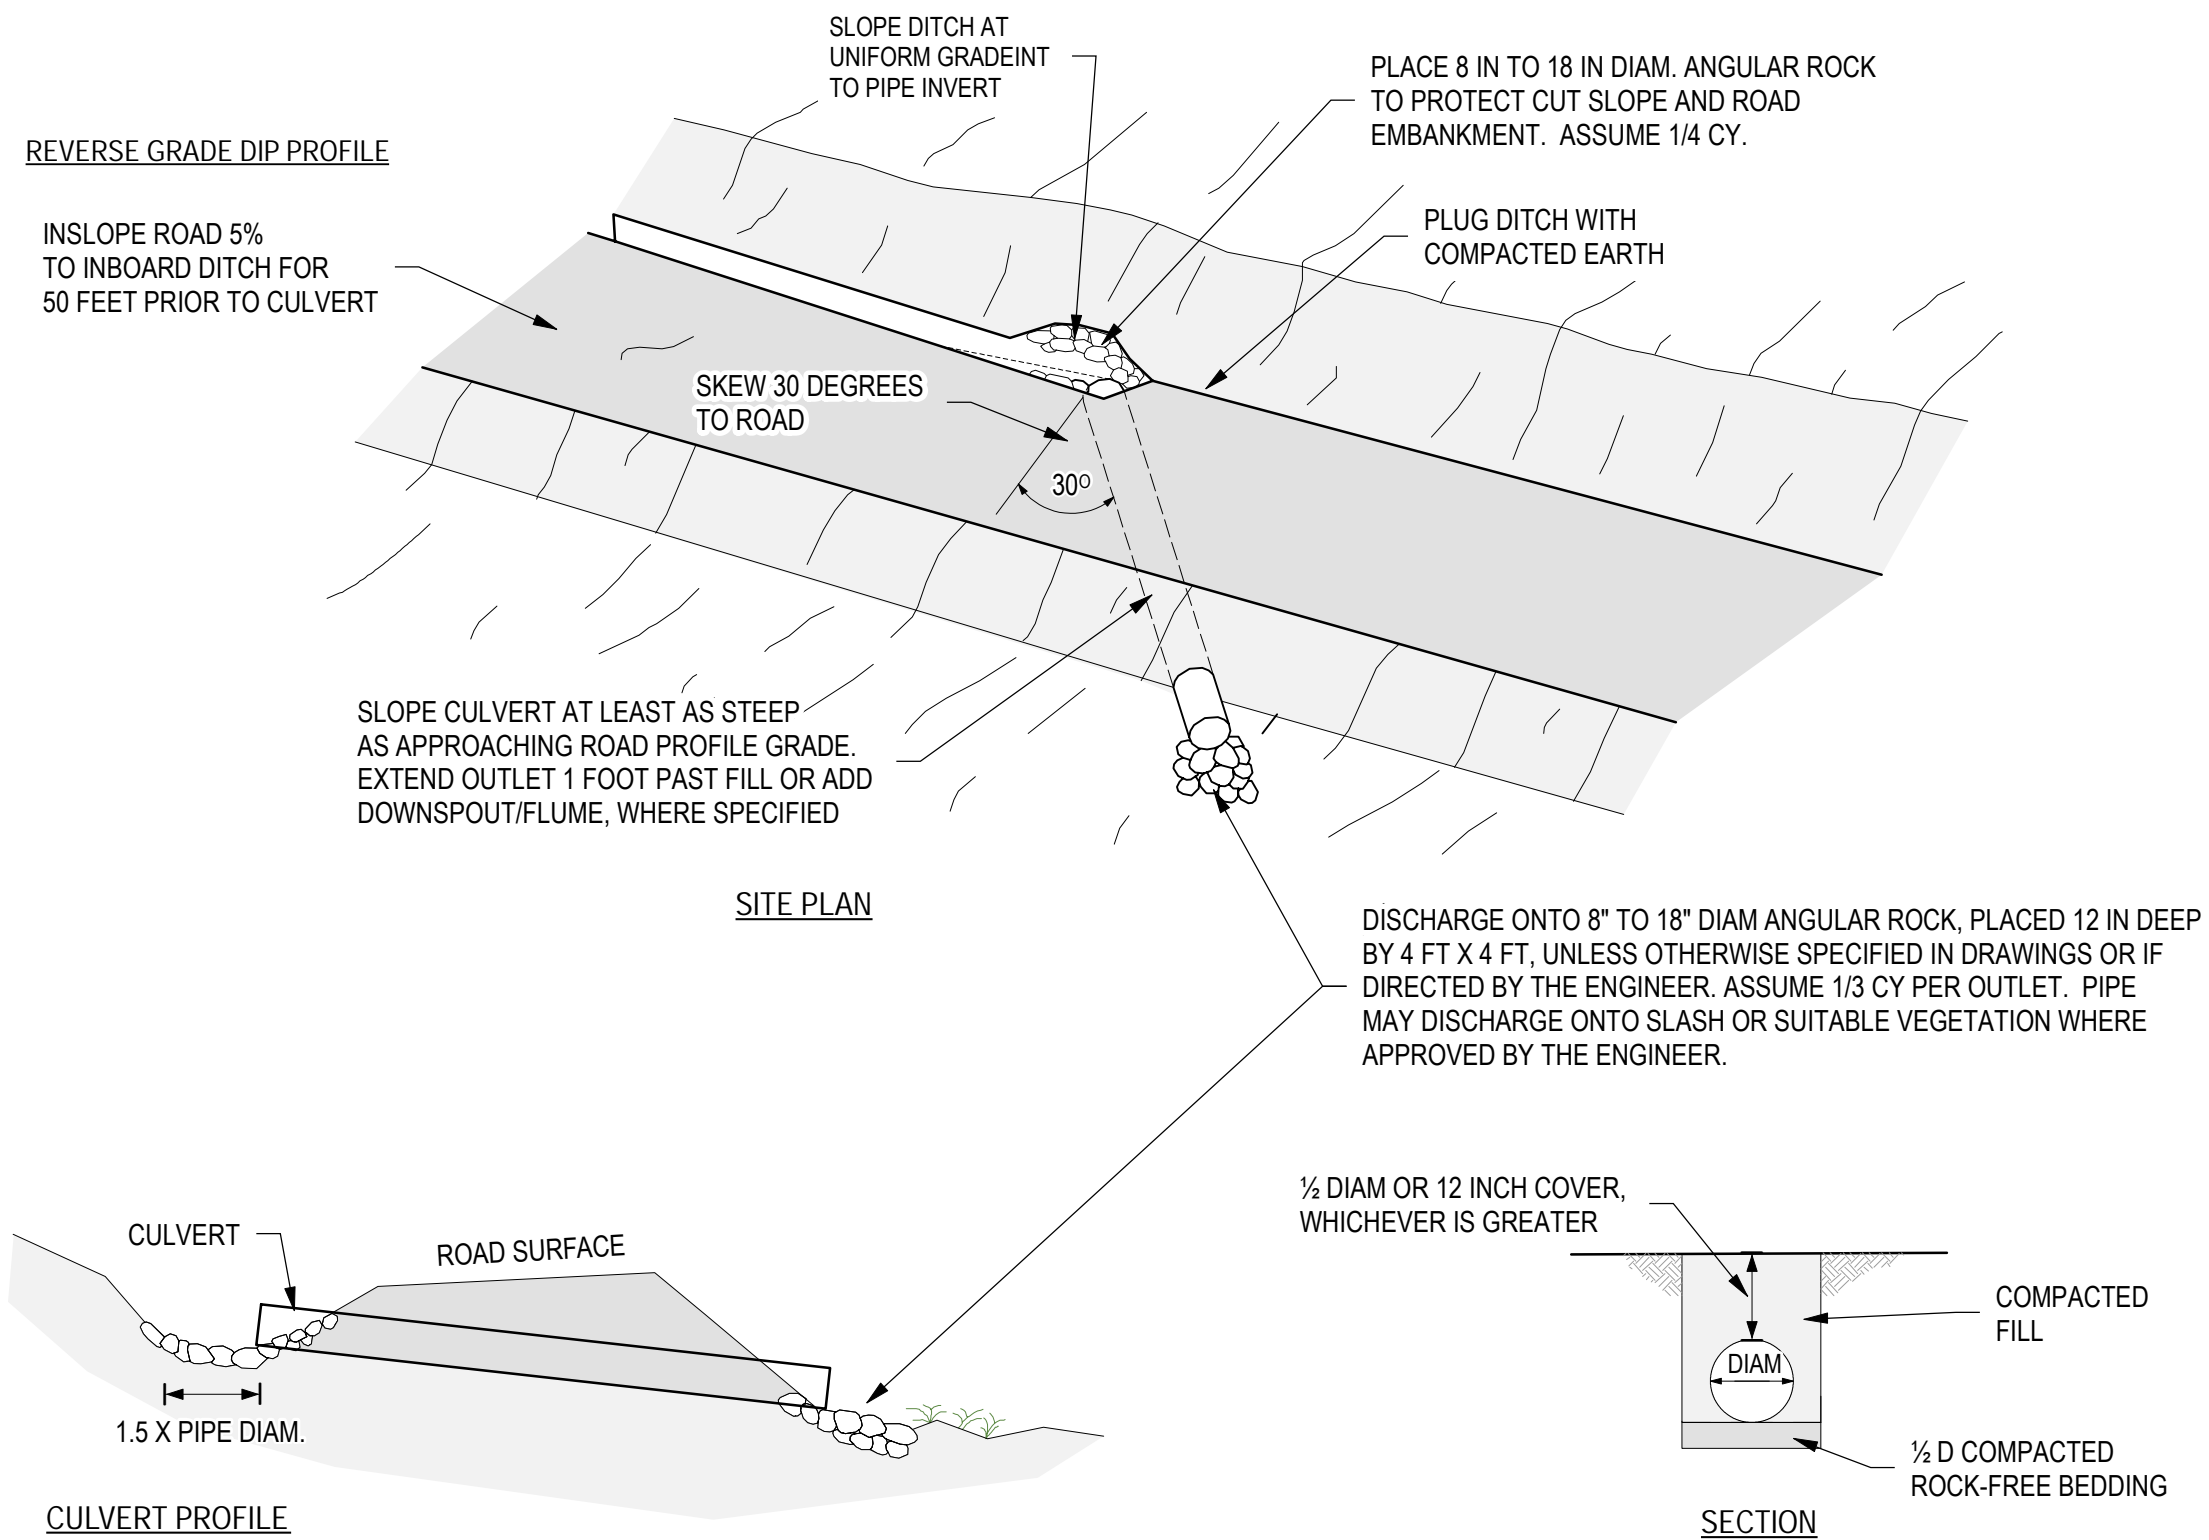 SLOPE DITCH AT
UNIFORM GRADEINT
TO PIPE INVERT
PLACE 8 IN TO 18 IN DIAM. ANGULAR ROCK
TO PROTECT CUT SLOPE AND ROAD
EMBANKMENT.  ASSUME 1/4 CY.
REVERSE GRADE DIP PROFILE
INSLOPE ROAD 5%
TO INBOARD DITCH FOR
50 FEET PRIOR TO CULVERT
PLUG DITCH WITH
COMPACTED EARTH
SKEW 30 DEGREES
TO ROAD
30O
SLOPE CULVERT AT LEAST AS STEEP
AS APPROACHING ROAD PROFILE GRADE.
EXTEND OUTLET 1 FOOT PAST FILL OR ADD
DOWNSPOUT/FLUME, WHERE SPECIFIED
SITE PLAN
DISCHARGE ONTO 8" TO 18" DIAM ANGULAR ROCK, PLACED 12 IN DEEP
BY 4 FT X 4 FT, UNLESS OTHERWISE SPECIFIED IN DRAWINGS OR IF
DIRECTED BY THE ENGINEER. ASSUME 1/3 CY PER OUTLET.  PIPE
MAY DISCHARGE ONTO SLASH OR SUITABLE VEGETATION WHERE
APPROVED BY THE ENGINEER.
CULVERT
ROAD SURFACE
1.5 X PIPE DIAM.
CULVERT PROFILE
½ DIAM OR 12 INCH COVER,
WHICHEVER IS GREATER
COMPACTED
FILL
DIAM
½ D COMPACTED
ROCK-FREE BEDDING
SECTION